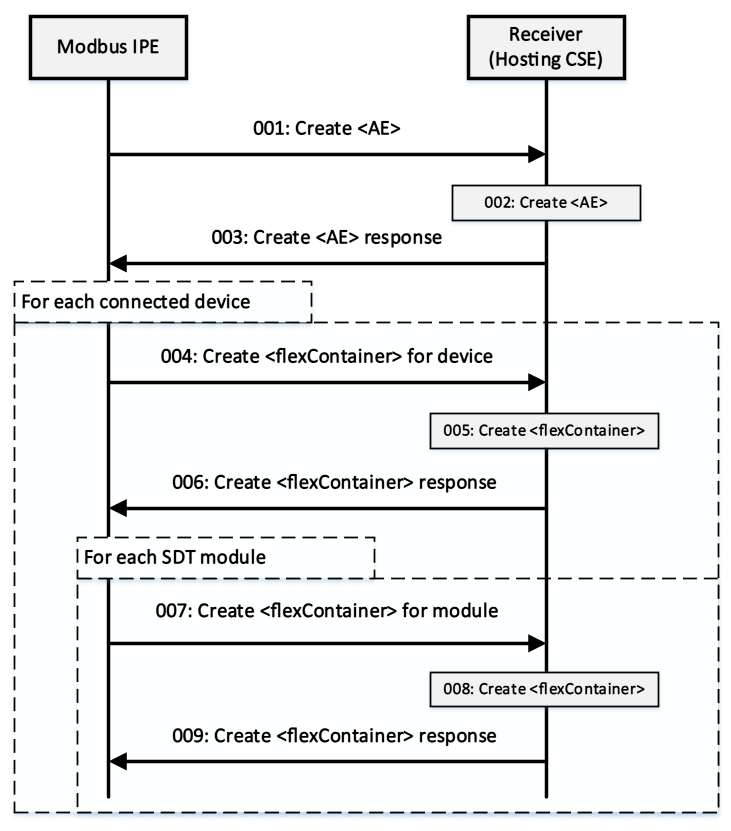 Modbus IPE
Receiver
(Hosting CSE)
001: Create <AE>
002: Create <AE>
003: Create <AE> response
For each connected device
004: Create <flexContainer> for device
005: Create <flexContainer>
006: Create <flexContainer> response
For each SDT module
007: Create <flexContainer> for module
008: Create <flexContainer>
009: Create <flexContainer> response